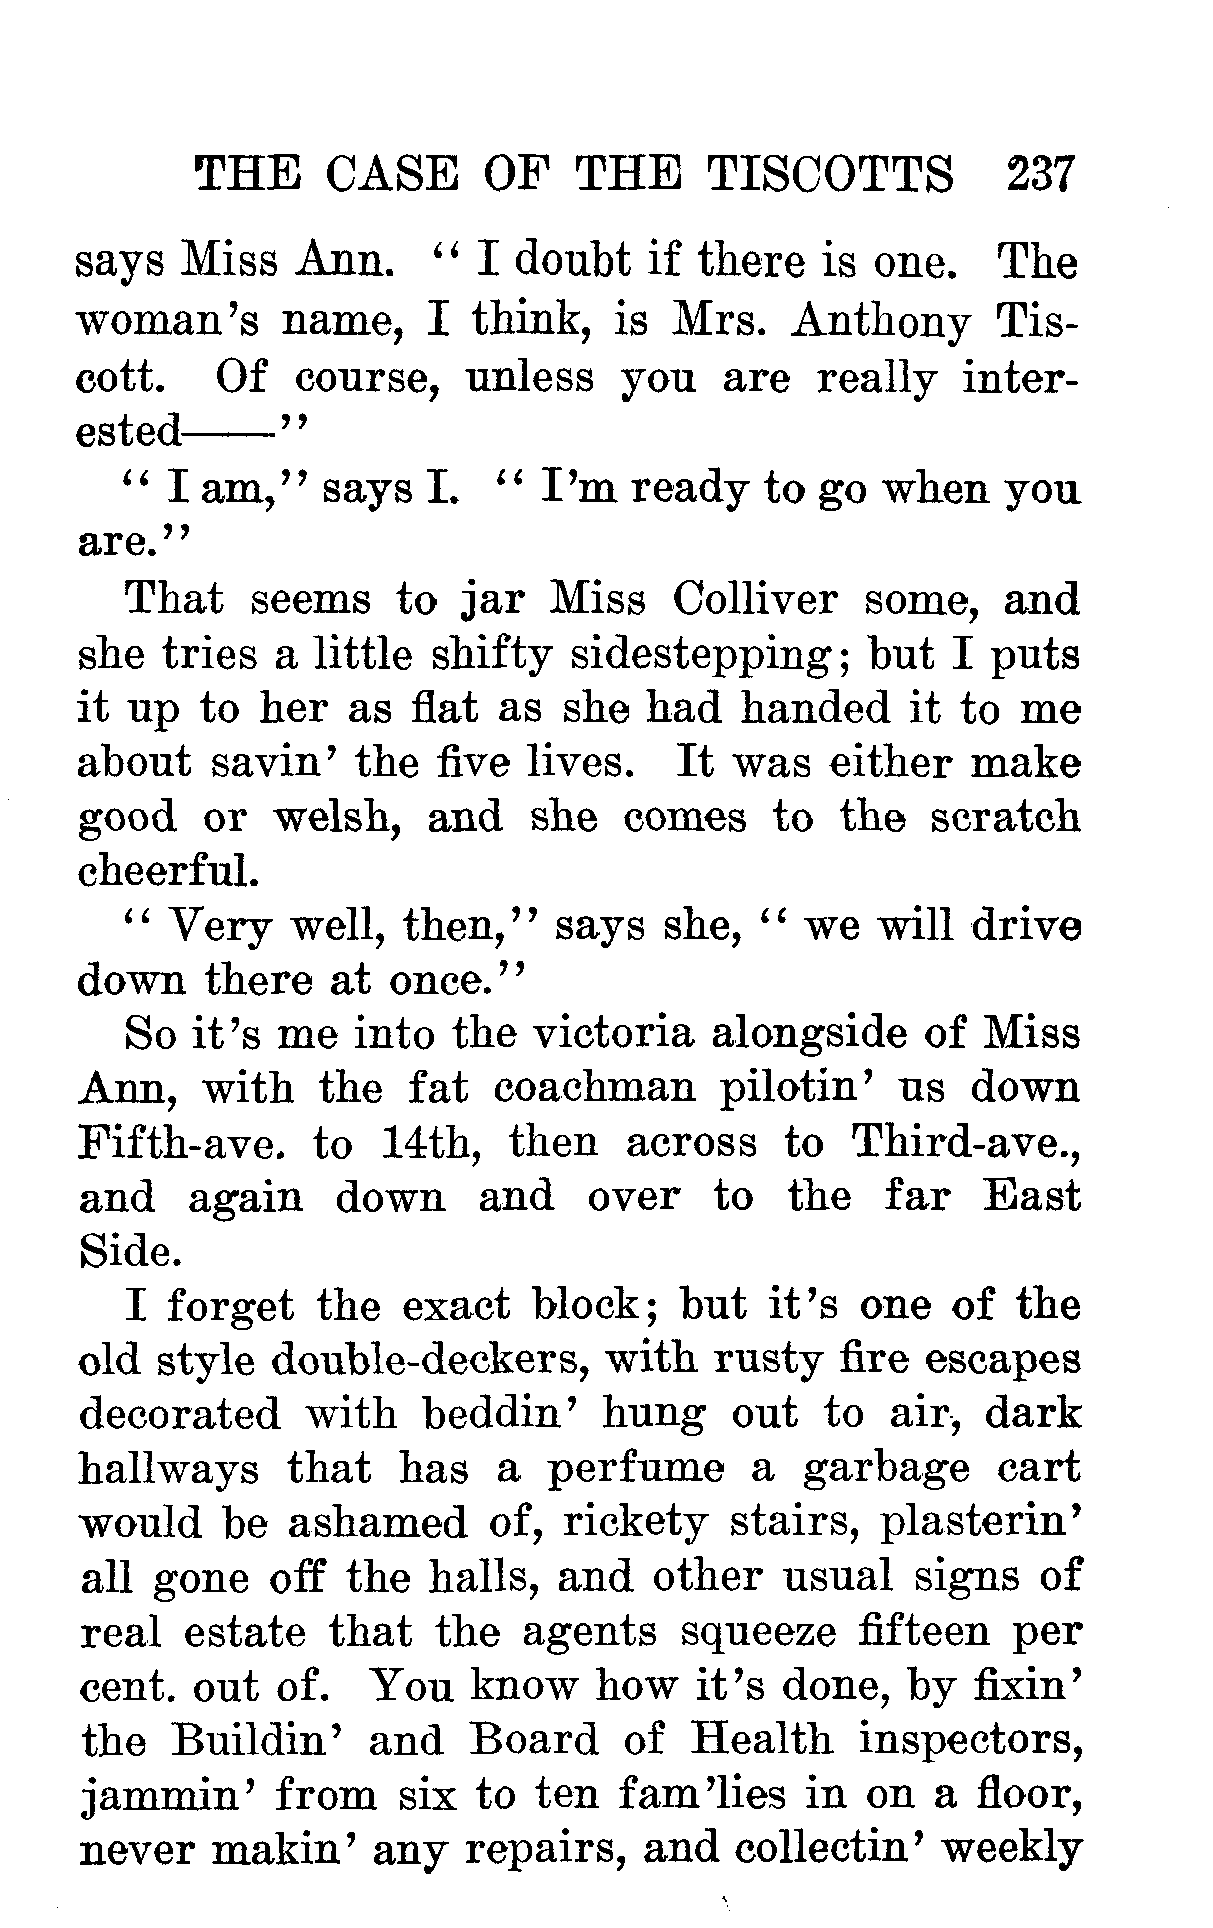 THE CASE OF THE TISCOTTS 237
says Miss Ann. "I doubt if there is one. The
woman's name, I think, is Mrs. Anthony Tis-
cott. Of course, unless you are really inter-
ested——"
"I am," says I. "I'm ready to go when you
are."
That seems to jar Miss Colliver some, and
she tries a little shifty sidestepping; but I puts
it up to her as flat as she had handed it to me
about savin' the five lives. It was either make
good or welsh, and she comes to the scratch
cheerful.
"Very well, then," says she, "we will drive
down there at once."
So it's me into the victoria alongside of Miss
Ann, with the fat coachman pilotin' us down
Fifth-ave. to 14th, then across to Third-ave.,
and again down and over to the far East
Side.
I forget the exact block; but it's one of the
old style double-deckers, with rusty fire escapes
decorated with beddin' hung out to air, dark
hallways that has a perfume a garbage cart
would be ashamed of, rickety stairs, plasterin'
all gone off the halls, and other usual signs of
real estate that the agents squeeze fifteen per
cent. out of. You know how it's done, by fixin'
the Buildin' and Board of Health inspectors,
jammin' from six to ten fam'lies in on a floor,
never makin' any repairs, and collectin' weekly